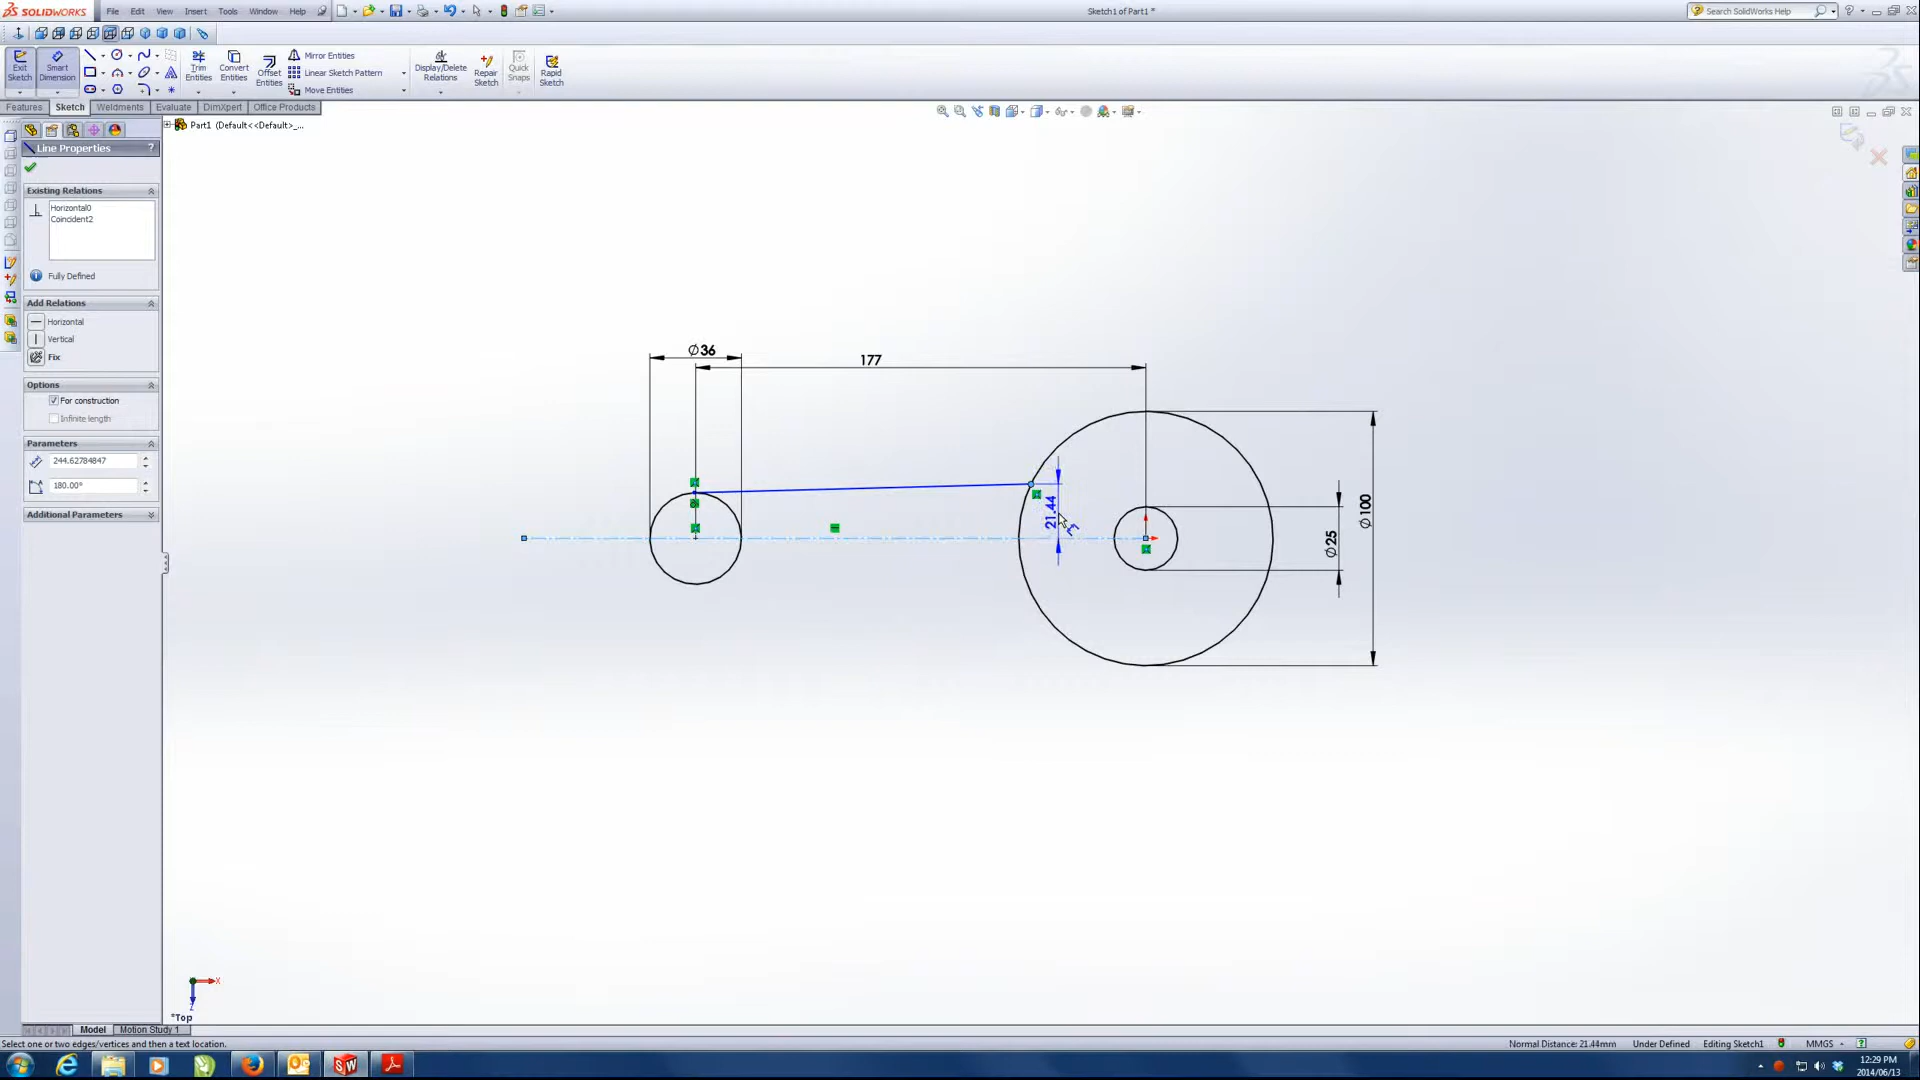 SOLIDWORKS File Edit View Insert Tools Window Help Sketch1 of Part1 * Search SolidWorks Help
Exit Sketch
Smart Dimension
Trim Entities
Convert Entities
Offset Entities
Mirror Entities
Linear Sketch Pattern
Move Entities
Display/Delete Relations
Repair Sketch
Quick Snaps
Rapid Sketch
Features Sketch Weldments Evaluate DimXpert Office Products
Part1 (Default<<Default>_...
Line Properties ?
Existing Relations
Horizontal0
Coincident2
Fully Defined
Add Relations
Horizontal
Vertical
Fix
Options
For construction
Infinite length
Parameters
244.62784847
180.00°
Additional Parameters
∅36
177
21.44
∅25
∅100
X
Z
*Top
Model Motion Study 1
Select one or two edges/vertices and then a text location. Normal Distance: 21.44mm Under Defined Editing Sketch1 MMGS
12:29 PM
2014/06/13